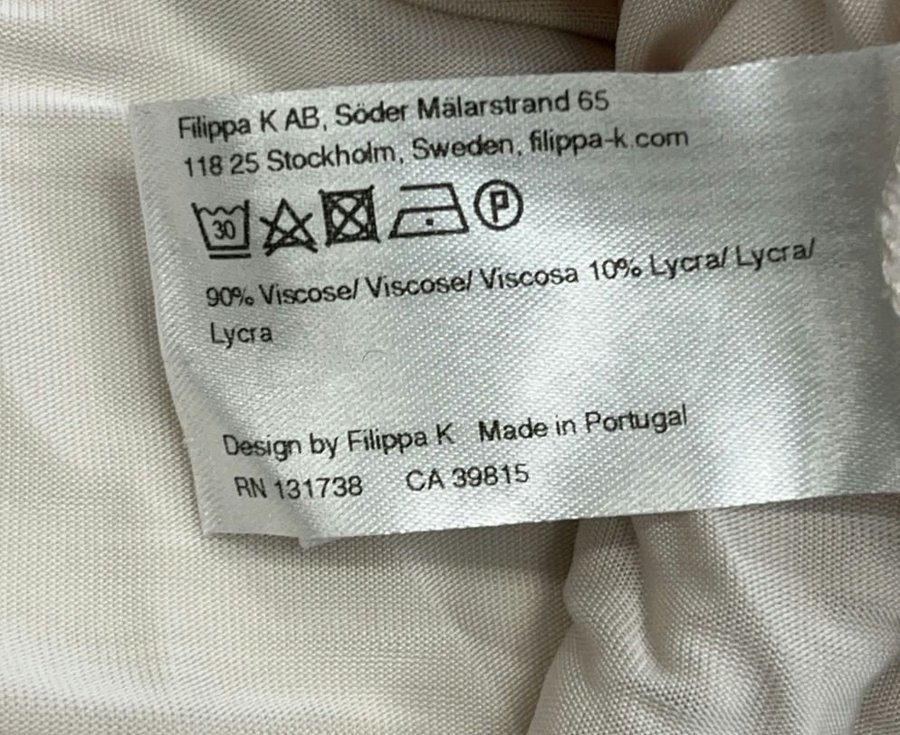 Filippa K AB, Söder Mälarstrand 65
118 25 Stockholm, Sweden, filippa-k.com
30 P
90% Viscose/ Viscose/ Viscosa 10% Lycra/ Lycra/
Lycra
Design by Filippa K Made in Portugal
RN 131738 CA 39815